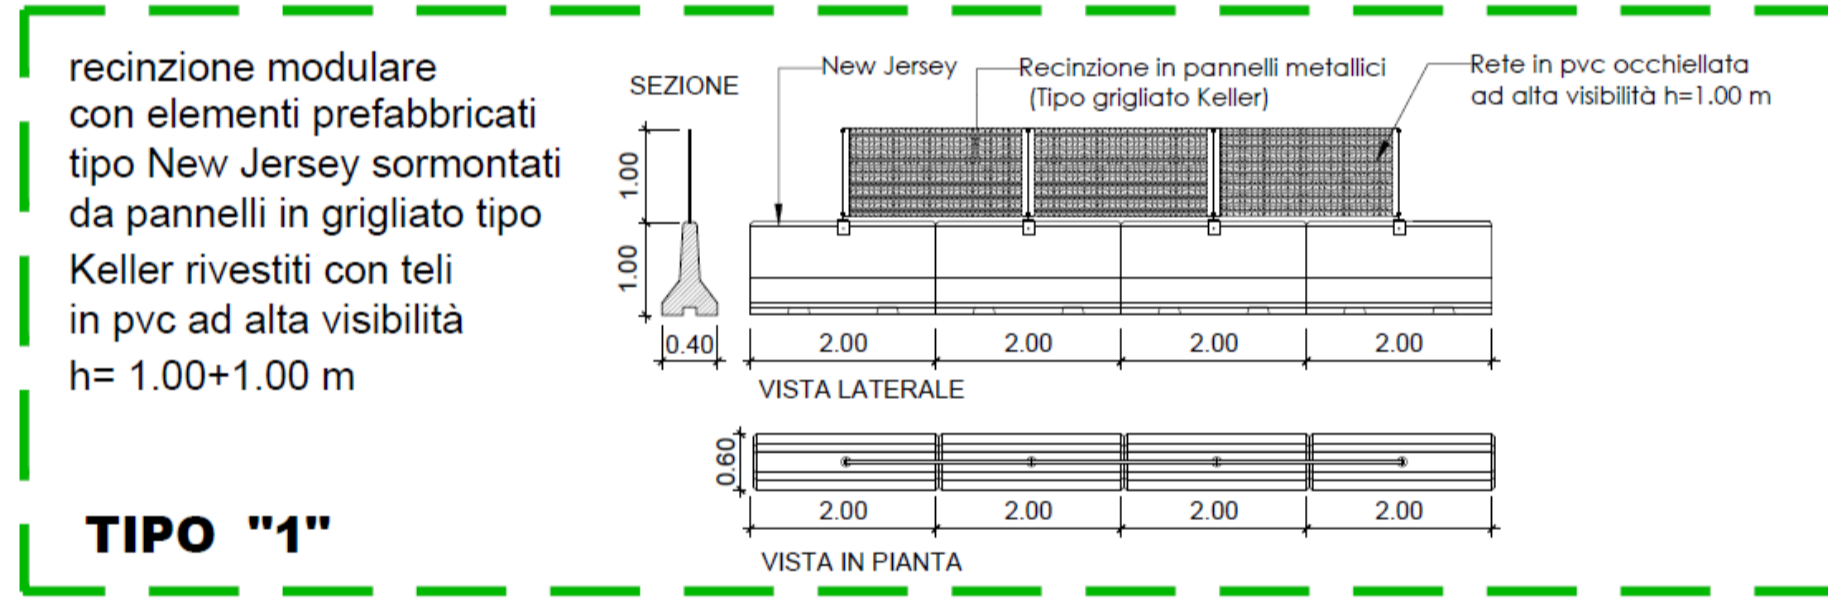 recinzione modulare
con elementi prefabbricati
tipo New Jersey sormontati
da pannelli in grigliato tipo
Keller rivestiti con teli
in pvc ad alta visibilità
h= 1.00+1.00 m
TIPO "1"
SEZIONE
New Jersey
Recinzione in pannelli metallici
(Tipo grigliato Keller)
Rete in pvc occhiellata
ad alta visibilità h=1.00 m
1.00
1.00
0.40
2.00 2.00 2.00 2.00
VISTA LATERALE
0.60
2.00 2.00 2.00 2.00
VISTA IN PIANTA